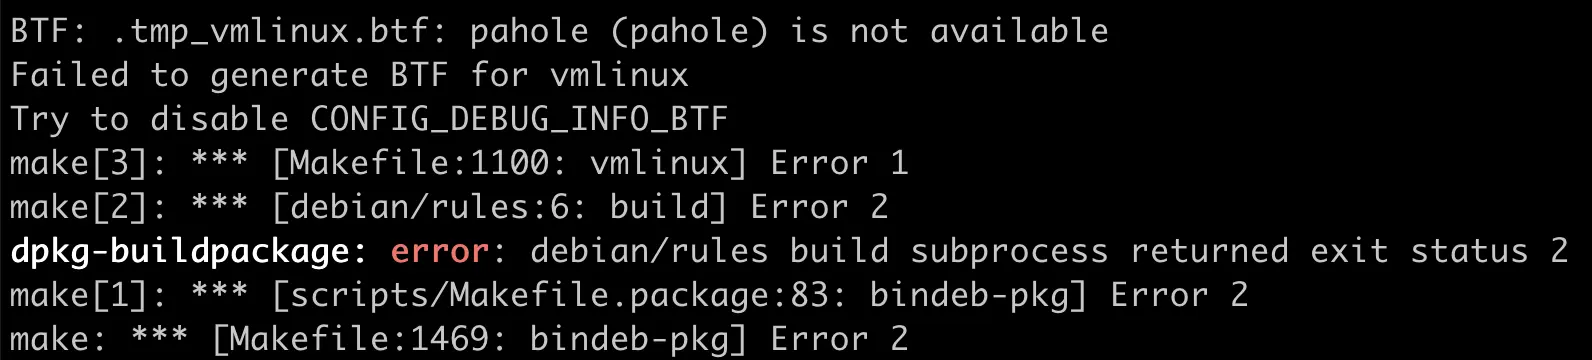 BTF: .tmp_vmlinux.btf: pahole (pahole) is not available
Failed to generate BTF for vmlinux
Try to disable CONFIG_DEBUG_INFO_BTF
make[3]: *** [Makefile:1100: vmlinux] Error 1
make[2]: *** [debian/rules:6: build] Error 2
dpkg-buildpackage: error: debian/rules build subprocess returned exit status 2
make[1]: *** [scripts/Makefile.package:83: bindeb-pkg] Error 2
make: *** [Makefile:1469: bindeb-pkg] Error 2